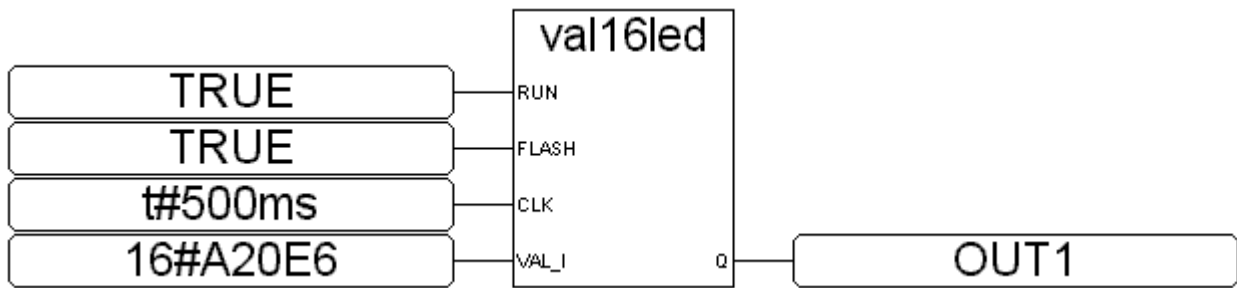 val16led
TRUE RUN
TRUE FLASH
t#500ms CLK
16#A20E6 VAL_I Q OUT1